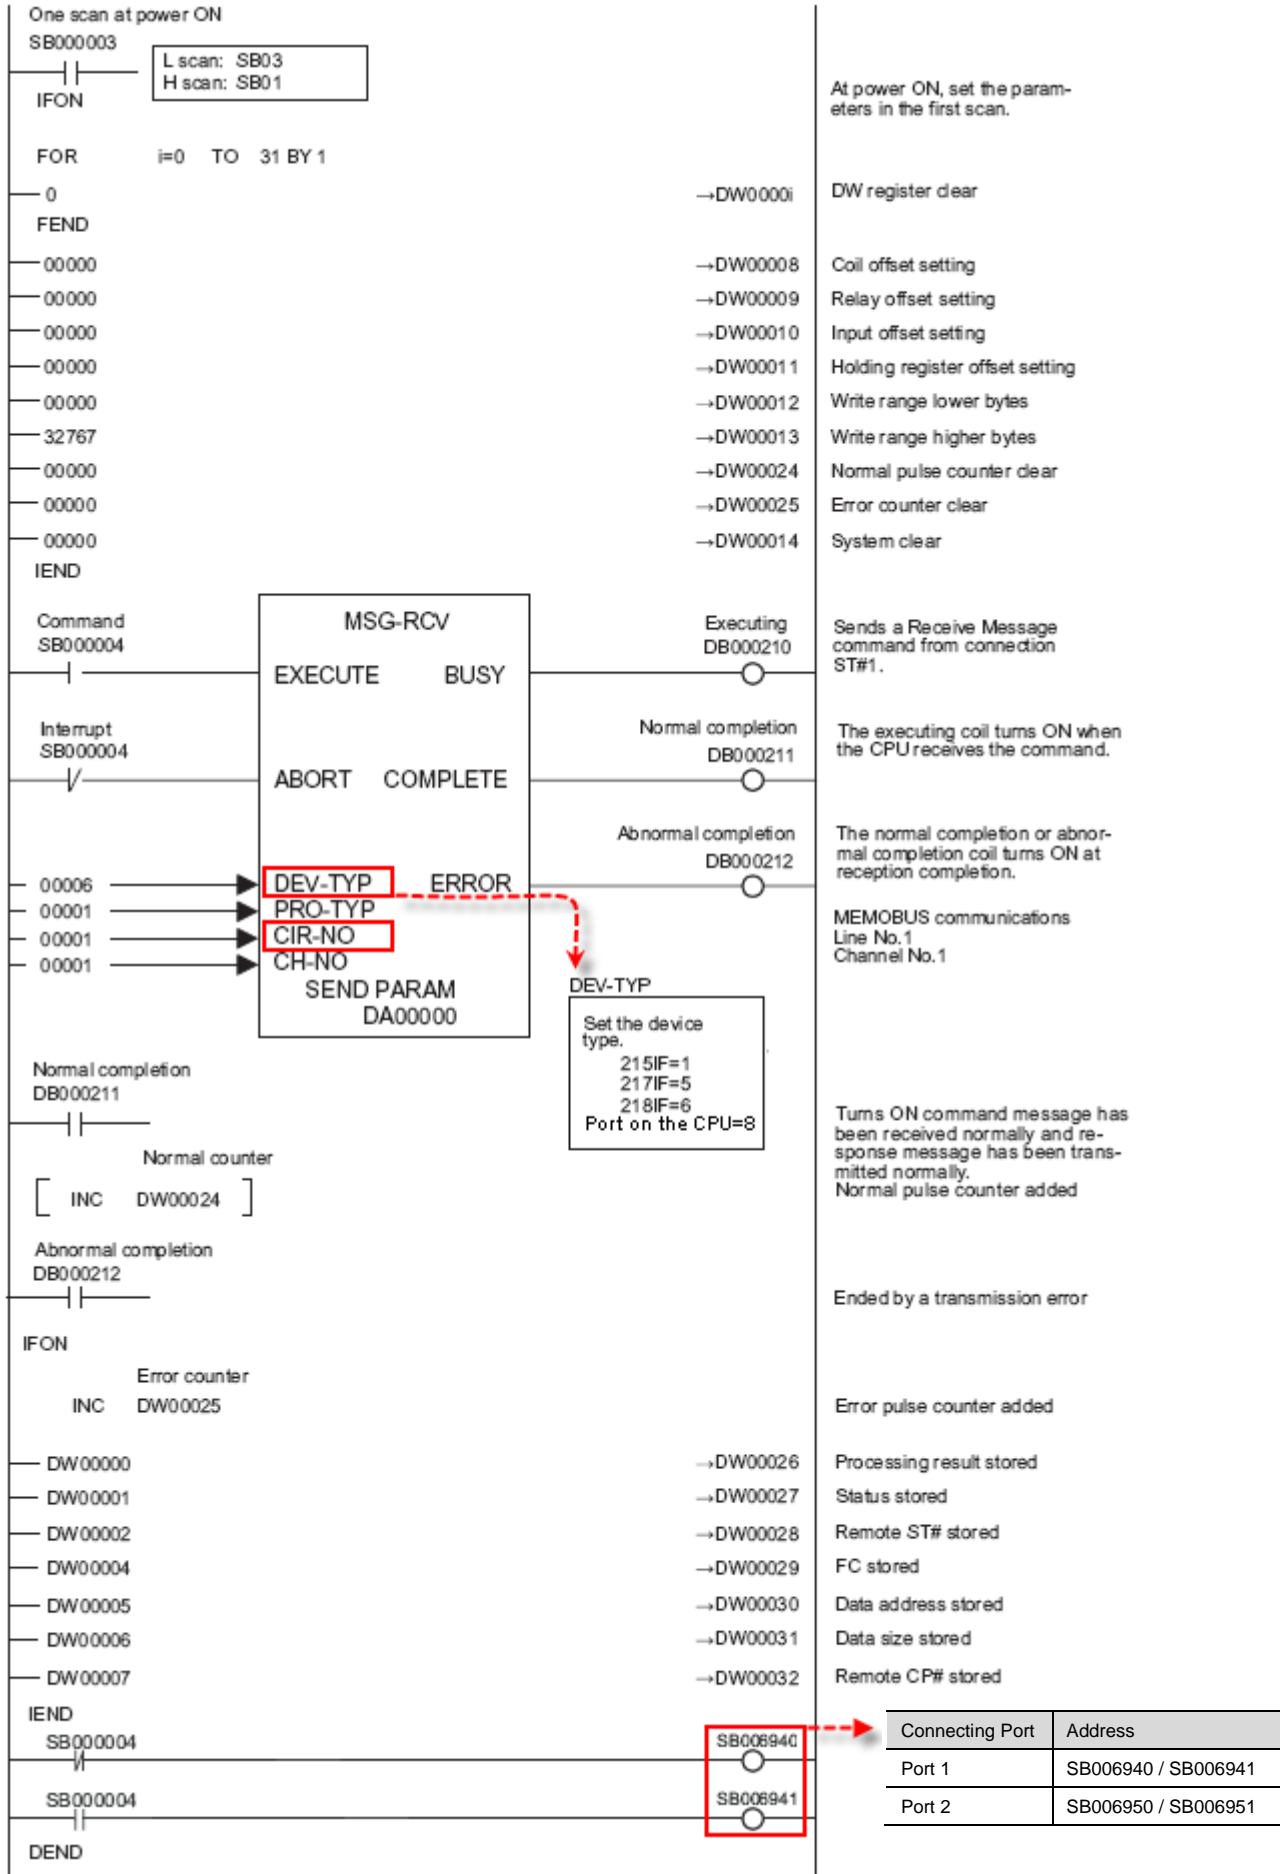 One scan at power ON
SB000003
L scan: SB03
H scan: SB01
IFON
At power ON, set the param-
eters in the first scan.
FOR i=0 TO 31 BY 1
0 →DW0000i DW register clear
FEND
00000 →DW00008 Coil offset setting
00000 →DW00009 Relay offset setting
00000 →DW00010 Input offset setting
00000 →DW00011 Holding register offset setting
00000 →DW00012 Write range lower bytes
32767 →DW00013 Write range higher bytes
00000 →DW00024 Normal pulse counter clear
00000 →DW00025 Error counter clear
00000 →DW00014 System clear
IEND
Command
SB000004
MSG-RCV
Executing
DB000210
Sends a Receive Message
command from connection
ST#1.
EXECUTE BUSY
Interrupt
SB000004
Normal completion
DB000211
The executing coil turns ON when
the CPU receives the command.
ABORT COMPLETE
Abnormal completion
DB000212
The normal completion or abnor-
mal completion coil turns ON at
reception completion.
00006 DEV-TYP ERROR
00001 PRO-TYP
00001 CIR-NO
00001 CH-NO
MEMOBUS communications
Line No.1
Channel No.1
SEND PARAM
DA00000
DEV-TYP
Set the device
type.
215IF=1
217IF=5
218IF=6
Port on the CPU=8
Normal completion
DB000211
Turns ON command message has
been received normally and re-
sponse message has been trans-
mitted normally.
Normal pulse counter added
Normal counter
INC DW00024
Abnormal completion
DB000212
Ended by a transmission error
IFON
Error counter
INC DW00025 Error pulse counter added
DW00000 →DW00026 Processing result stored
DW00001 →DW00027 Status stored
DW00002 →DW00028 Remote ST# stored
DW00004 →DW00029 FC stored
DW00005 →DW00030 Data address stored
DW00006 →DW00031 Data size stored
DW00007 →DW00032 Remote CP# stored
IEND
SB000004 SB006940
SB000004 SB006941
DEND
Connecting Port Address
Port 1 SB006940 / SB006941
Port 2 SB006950 / SB006951